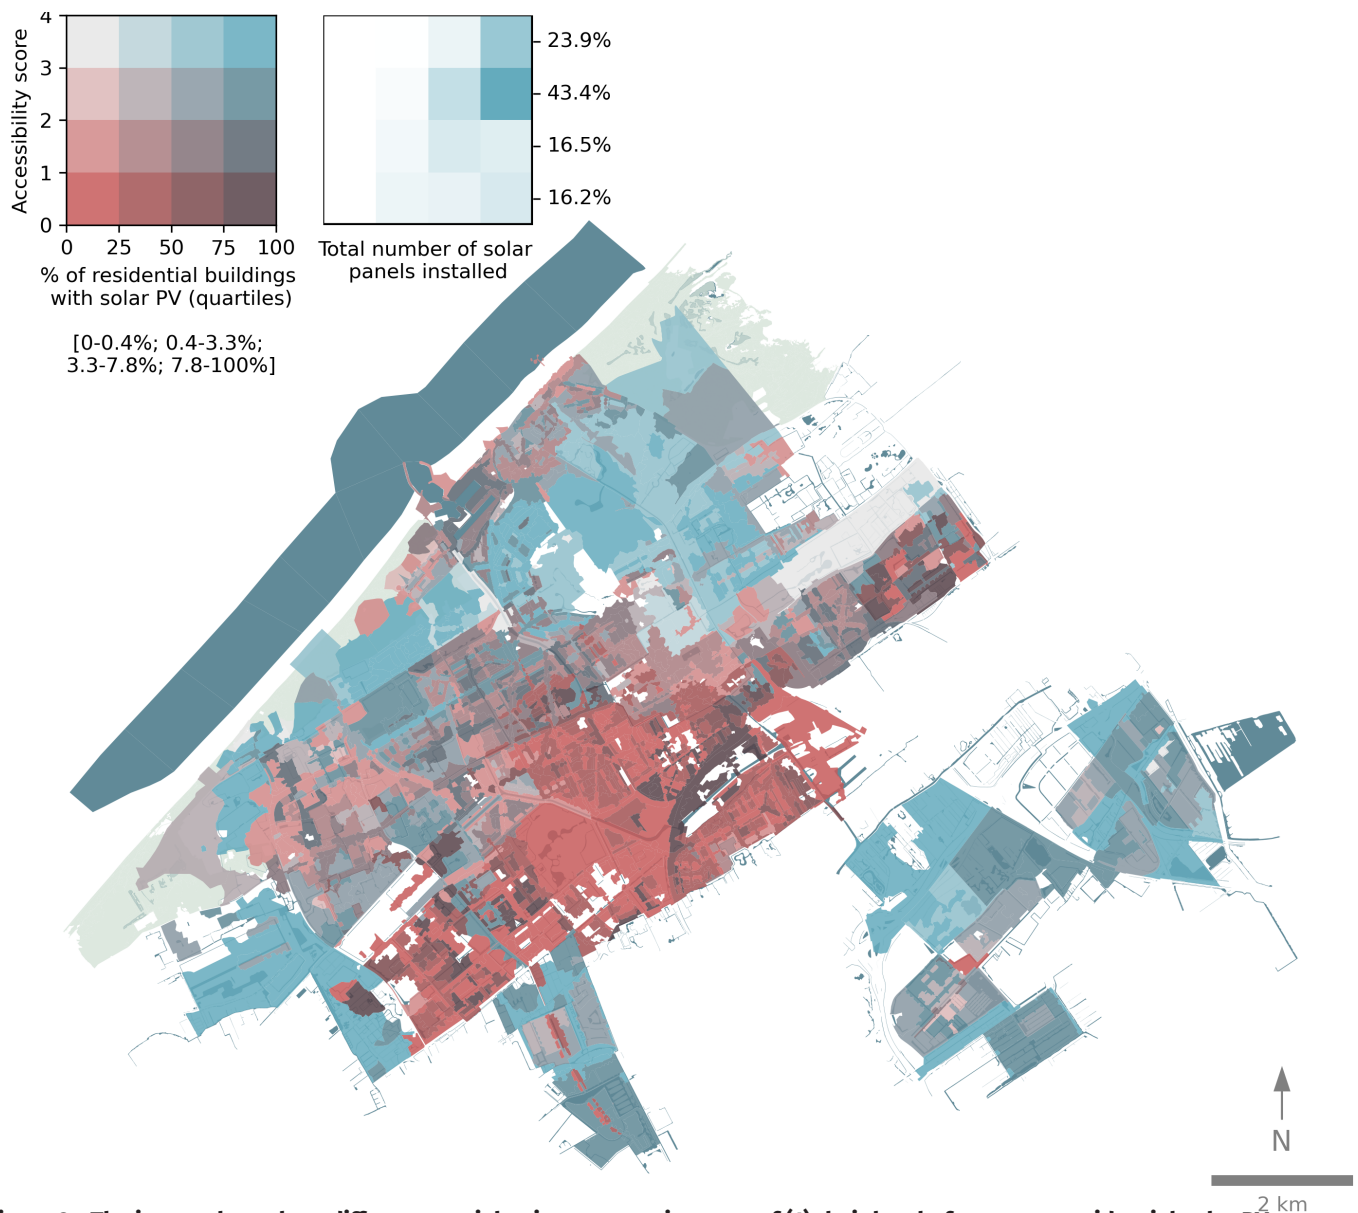 4
3
2
1
0
Accessibility score
0 25 50 75 100
% of residential buildings
with solar PV (quartiles)
[0-0.4%; 0.4-3.3%;
3.3-7.8%; 7.8-100%]
23.9%
43.4%
16.5%
16.2%
Total number of solar
panels installed
N
2 km